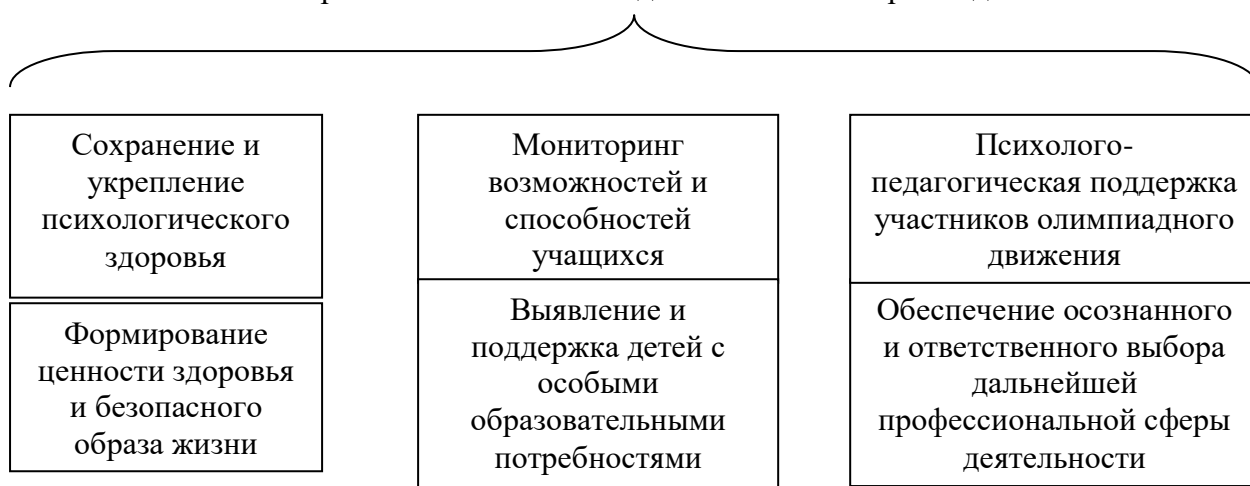 Сохранение и
укрепление
психологического
здоровья
Формирование
ценности здоровья
и безопасного
образа жизни
Мониторинг
возможностей и
способностей
учащихся
Выявление и
поддержка детей с
особыми
образовательными
потребностями
Психолого-
педагогическая поддержка
участников олимпиадного
движения
Обеспечение осознанного
и ответственного выбора
дальнейшей
профессиональной сферы
деятельности